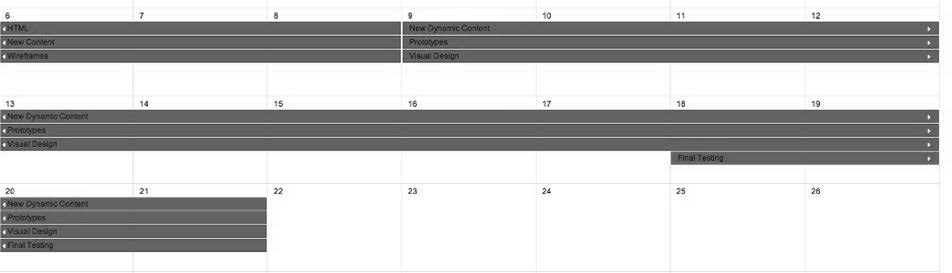 6 7 8 9 10 11 12
HTML New Dynamic Content
New Content Prototypes
Wireframes Visual Design
13 14 15 16 17 18 19
New Dynamic Content
Prototypes
Visual Design
Final Testing
20 21 22 23 24 25 26
New Dynamic Content
Prototypes
Visual Design
Final Testing